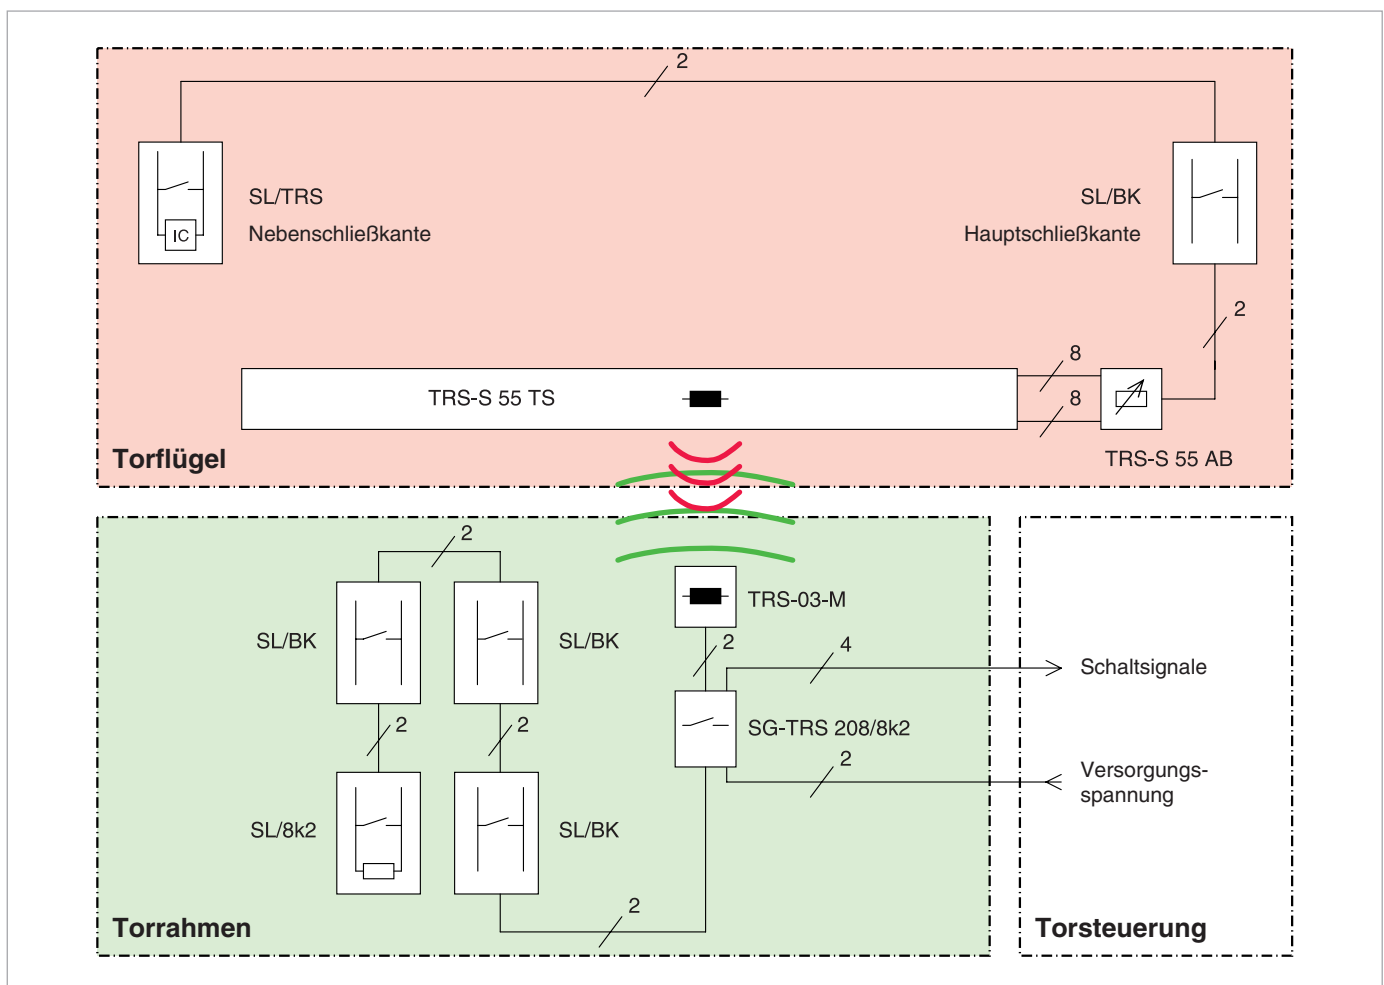 2
SL/TRS
Nebenschließkante
IC
SL/BK
Hauptschließkante
2
8
8
TRS-S 55 TS
TRS-S 55 AB
Torflügel
2
SL/BK
SL/BK
TRS-03-M
2
4
Schaltsignale
2
2
SG-TRS 208/8k2
2
Versorgungs-
spannung
SL/8k2
SL/BK
2
Torrahmen
Torsteuerung